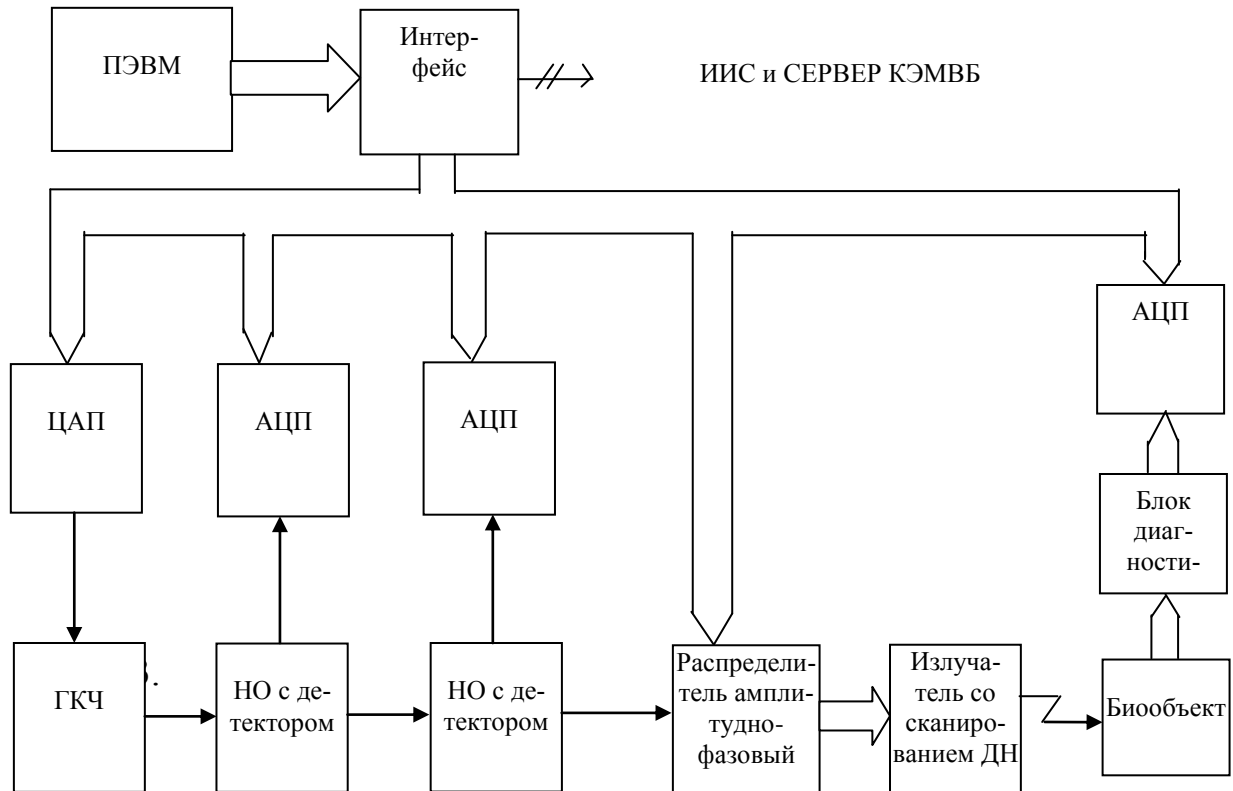 ПЭВМ
Интер-
фейс
ИИС и СЕРВЕР КЭМВБ
АЦП
ЦАП
АЦП
АЦП
Блок
диаг-
ности-
ГКЧ
НО с де-
тектором
НО с де-
тектором
Распредели-
тель ампли-
тудно-
фазовый
Излуча-
тель со
сканиро-
ванием ДН
Биообъект